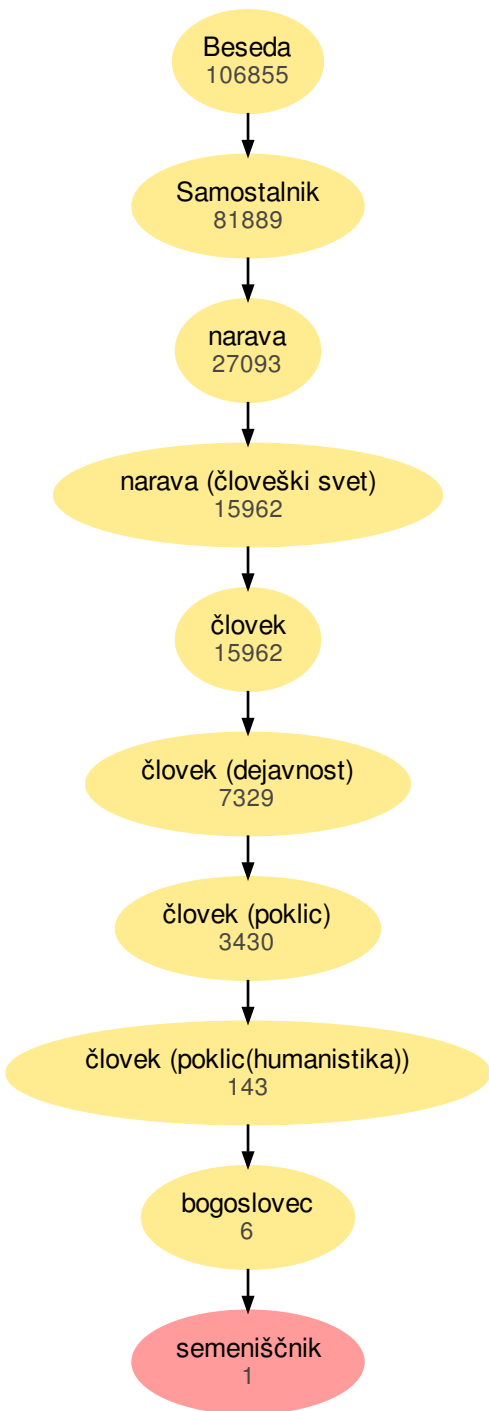 Beseda
106855
Samostalnik
81889
narava
27093
narava (človeški svet)
15962
človek
15962
človek (dejavnost)
7329
človek (poklic)
3430
človek (poklic(humanistika))
143
bogoslovec
6
semeniščnik
1